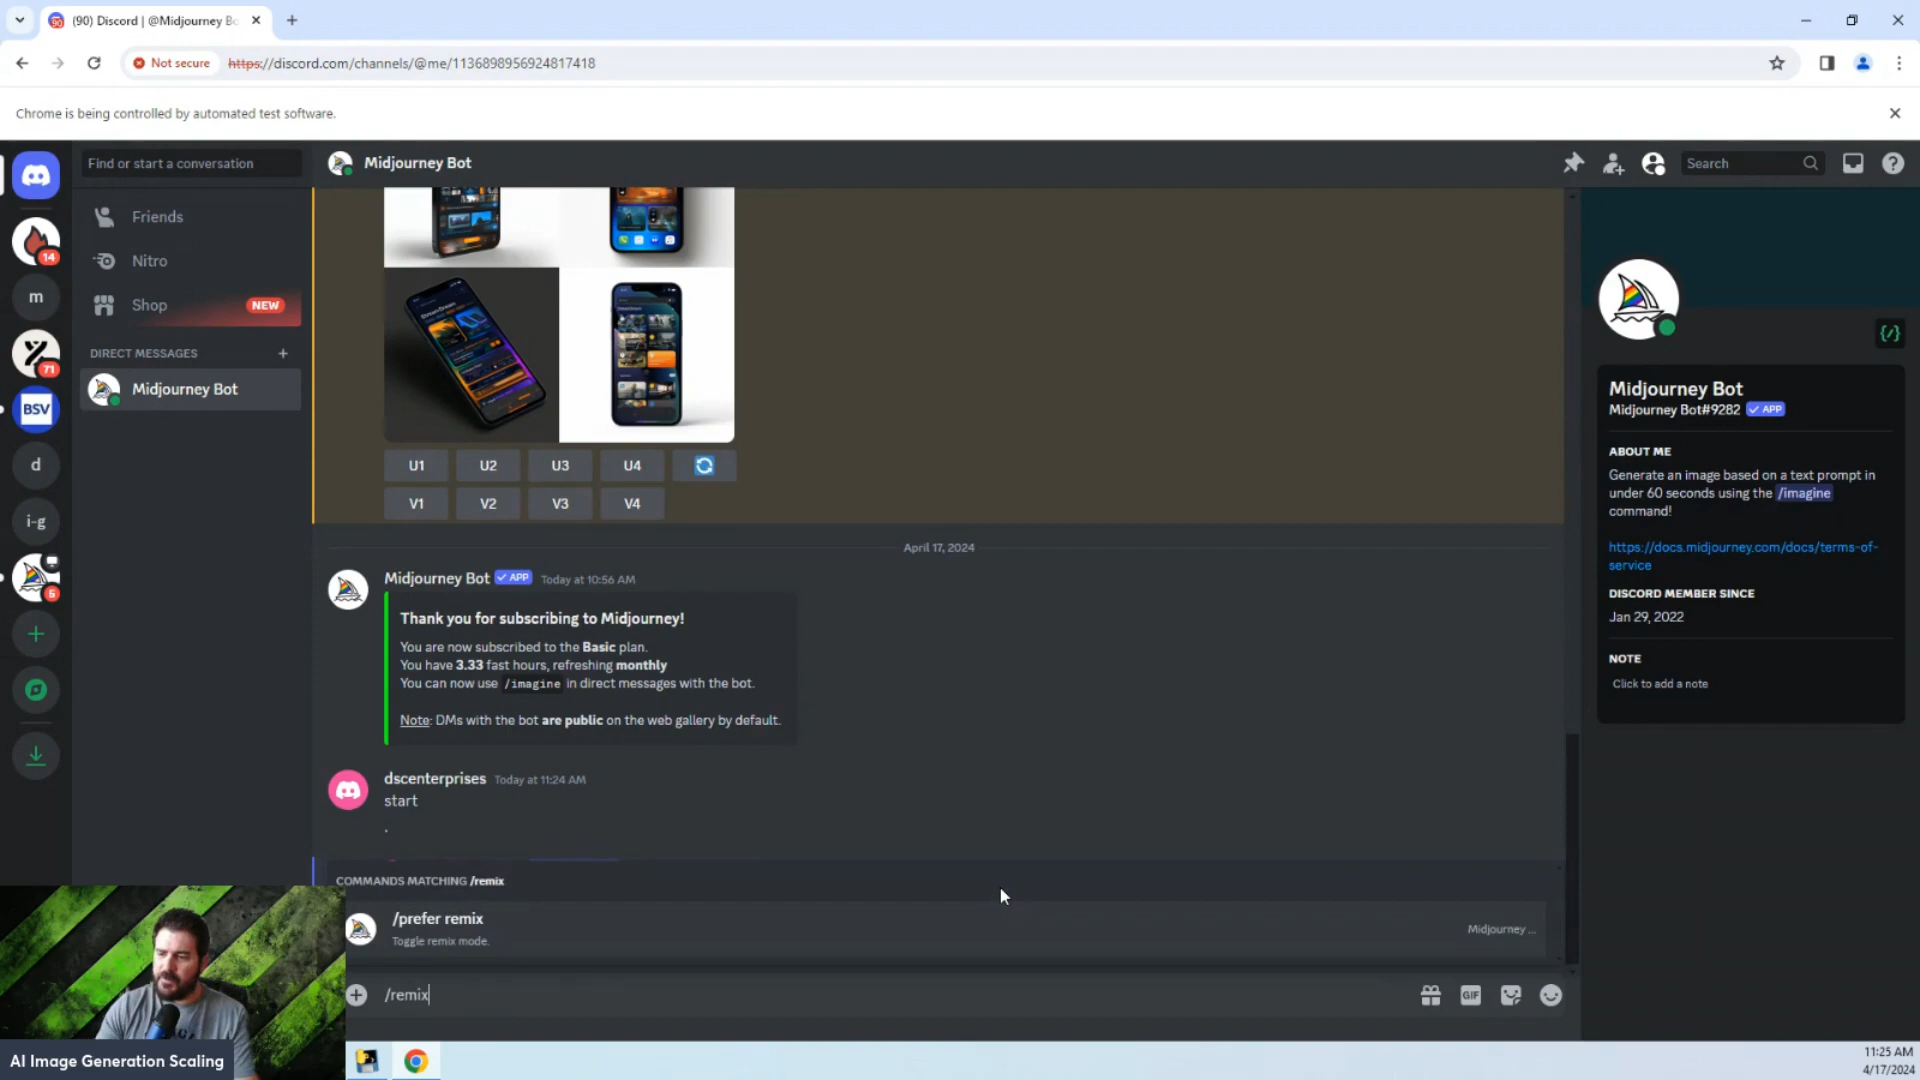 (90) Discord | @Midjourney Bo
Not secure
https://discord.com/channels/@me/1136898956924817418
Chrome is being controlled by automated test software.
Find or start a conversation
Midjourney Bot
Search
14
Friends
Nitro
m
Shop
NEW
71
DIRECT MESSAGES
Midjourney Bot
BSV
d
i-g
6
U1
U2
U3
U4
V1
V2
V3
V4
April 17, 2024
Midjourney Bot APP Today at 10:56 AM
Thank you for subscribing to Midjourney!
You are now subscribed to the Basic plan.
You have 3.33 fast hours, refreshing monthly
You can now use /imagine in direct messages with the bot.
Note: DMs with the bot are public on the web gallery by default.
dscenterprises Today at 11:24 AM
start
.
COMMANDS MATCHING /remix
/prefer remix
Toggle remix mode.
Midjourney ...
/remix
GIF
Midjourney Bot
Midjourney Bot#9282 APP
ABOUT ME
Generate an image based on a text prompt in
under 60 seconds using the /imagine
command!
https://docs.midjourney.com/docs/terms-of-
service
DISCORD MEMBER SINCE
Jan 29, 2022
NOTE
Click to add a note
AI Image Generation Scaling
11:25 AM
4/17/2024